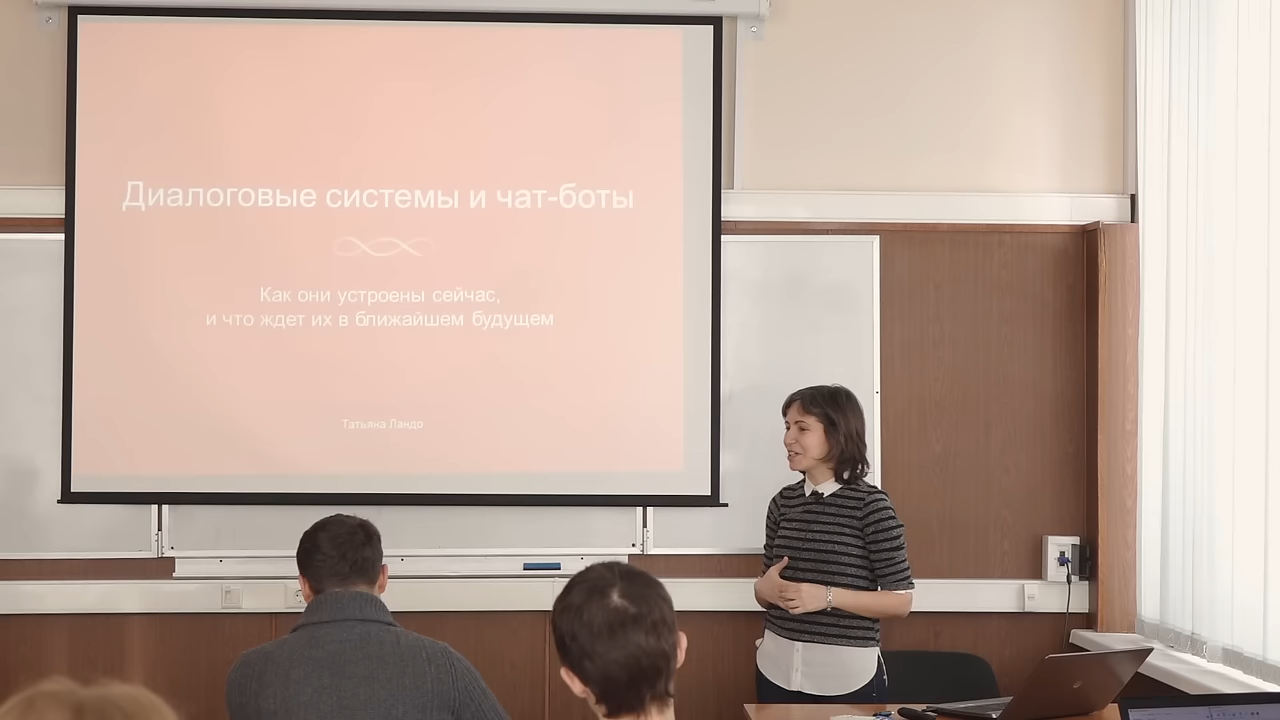 Диалоговые системы и чат-боты
Как они устроены сейчас,
и что ждет их в ближайшем будущем
Татьяна Ландо